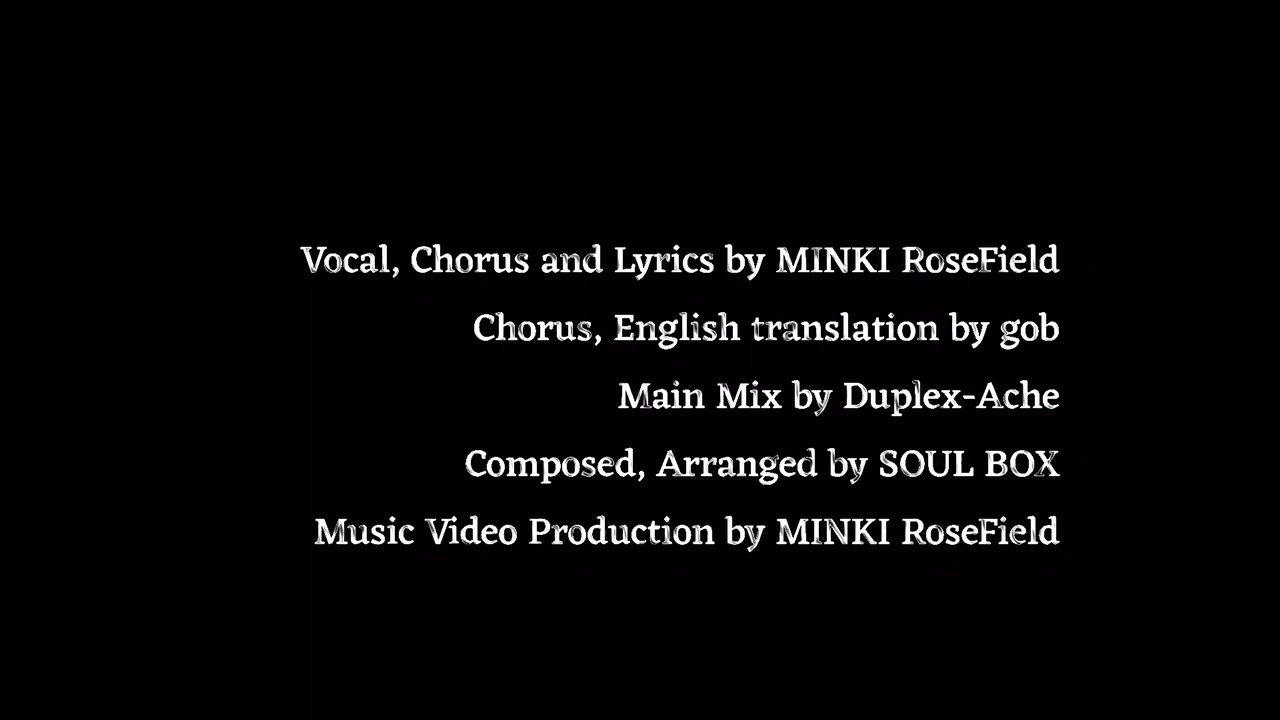 Vocal, Chorus and Lyrics by MINKI RoseField
Chorus, English translation by gob
Main Mix by Duplex-Ache
Composed, Arranged by SOUL BOX
Music Video Production by MINKI RoseField